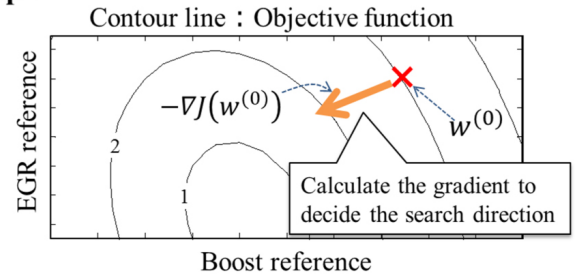 Contour line：Objective function
EGR reference
−∇J(w⁽⁰⁾)
w⁽⁰⁾
2
1
Calculate the gradient to
decide the search direction
Boost reference